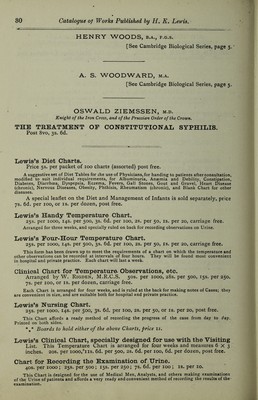 30 Catalogue of Works Published by H. K. Lewis.
HENRY WOODS, B.A., F.G.S.
[See Cambridge Biological Series, page 5.
A. S. WOODWARD, M.A.
[See Cambridge Biological Series, page 5.
OSWALD ZIEMSSEN, M.D.
Knight of the Iron Cross, and of the Prussian Order of the Crown.
THE TREATMENT OF CONSTITUTIONAL SYPHILIS.
Post 8vo, 3s. 6d.
Lewis's Diet Charts.
Price 5s. per packet of 100 charts (assorted) post free.
A suggestive set of Diet Tables for the use of Physicians, for handing to patients after consultation,
modified to suit individual requirements, for Albuminuria, Anæmia and Debility, Constipation,
Diabetes, Diarrhœa, Dyspepsia, Eczema, Fevers, Gall Stones, Gout and Gravel, Heart Disease
(chronic), Nervous Diseases, Obesity, Phthisis, Rheumatism (chronic), and Blank Chart for other
diseases.
A special leaflet on the Diet and Management of Infants is sold separately, price
7s. 6d. per 100, or 1s. per dozen, post free.
Lewis's Handy Temperature Chart.
25s. per 1000, 14s. per 500, 3s. 6d. per 100, 2s. per 50, 1s. per 20, carriage free.
Arranged for three weeks, and specially ruled on back for recording observations on Urine.
Lewis's Four-Hour Temperature Chart.
25s. per 1000, 14s. per 500, 3s. 6d. per 100, 2s. per 50, 1s. per 20, carriage free.
This form has been drawn up to meet the requirements of a chart on which the temperature and
other observations can be recorded at intervals of four hours. They will be found most convenient
in hospital and private practice. Each chart will last a week.
Clinical Chart for Temperature Observations, etc.
Arranged by W. RIGDEN, M.R.C.S. 50s. per 1000, 28s. per 500, 15s. per 250,
7s. per 100, or 1s. per dozen, carriage free.
Each Chart is arranged for four weeks, and is ruled at the back for making notes of Cases; they
are convenient in size, and are suitable both for hospital and private practice.
Lewis's Nursing Chart.
25s. per 1000, 14s. per 500, 3s. 6d. per 100, 2s. per 50, or 1s. per 20, post free.
This Chart affords a ready method of recording the progress of the case from day to day.
Printed on both sides.
*** Boards to hold either of the above Charts, price 1s.
Lewis's Clinical Chart, specially designed for use with the Visiting
List. This Temperature Chart is arranged for four weeks and measures 6 × 3
inches. 20s. per 1000, 11s. 6d. per 500, 2s. 6d. per 100, 6d. per dozen, post free.
Chart for Recording the Examination of Urine.
40s. per 1000; 25s. per 500; 15s. per 250; 7s. 6d. per 100; 1s. per 10.
This Chart is designed for the use of Medical Men, Analysts, and others making examinations
of the Urine of patients and affords a very ready and convenient method of recording the results of the
examination.